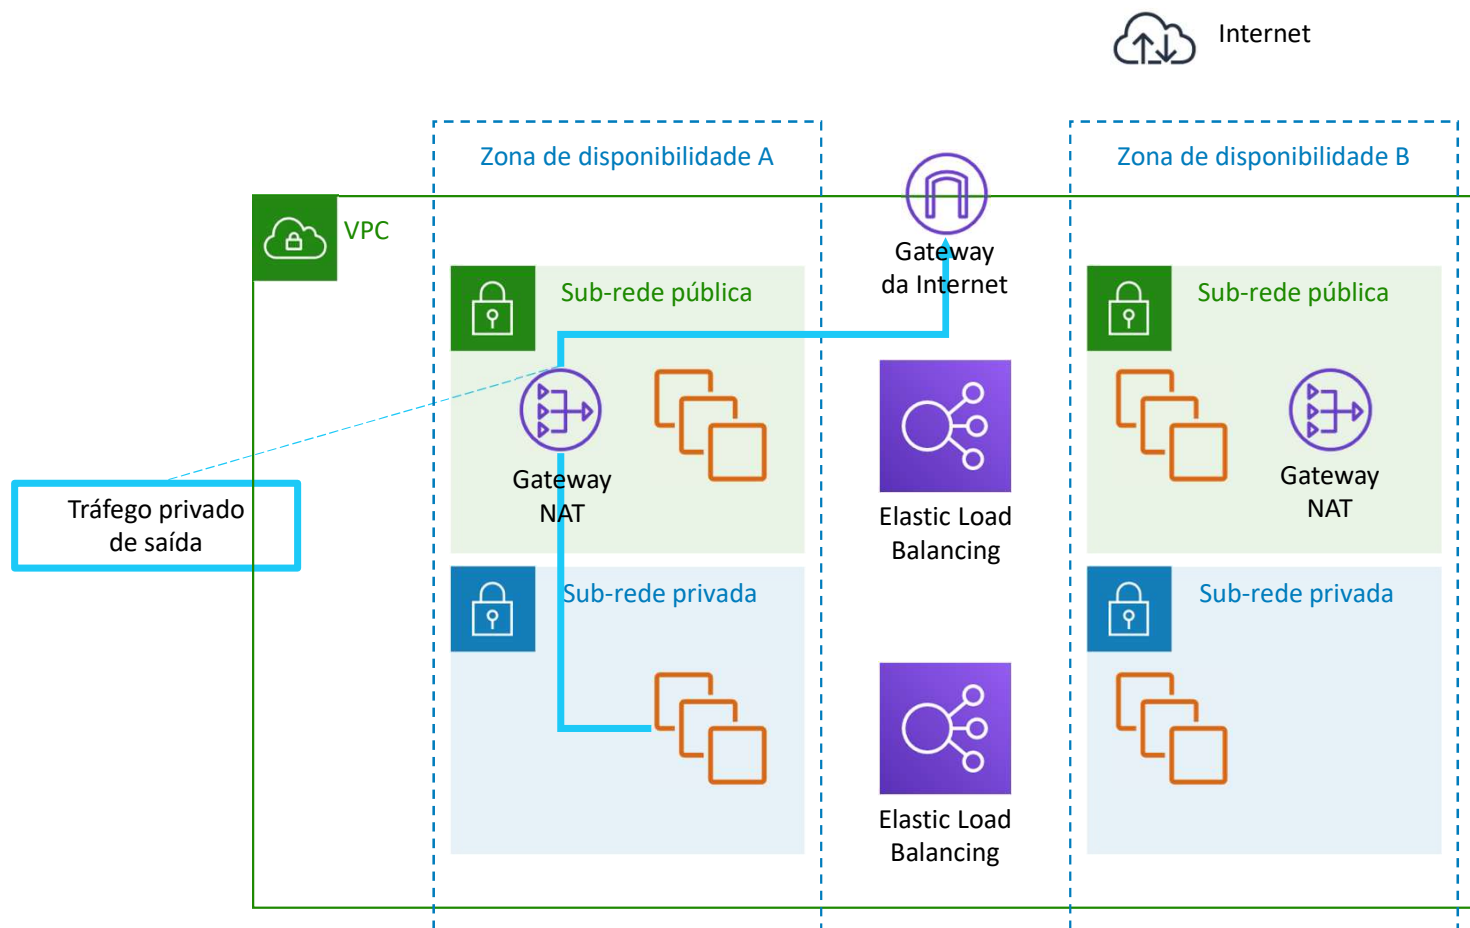 Internet
Zona de disponibilidade A
Zona de disponibilidade B
VPC
Gateway
da Internet
Sub-rede pública
Sub-rede pública
Gateway
NAT
Gateway
NAT
Tráfego privado
de saída
Elastic Load
Balancing
Sub-rede privada
Sub-rede privada
Elastic Load
Balancing